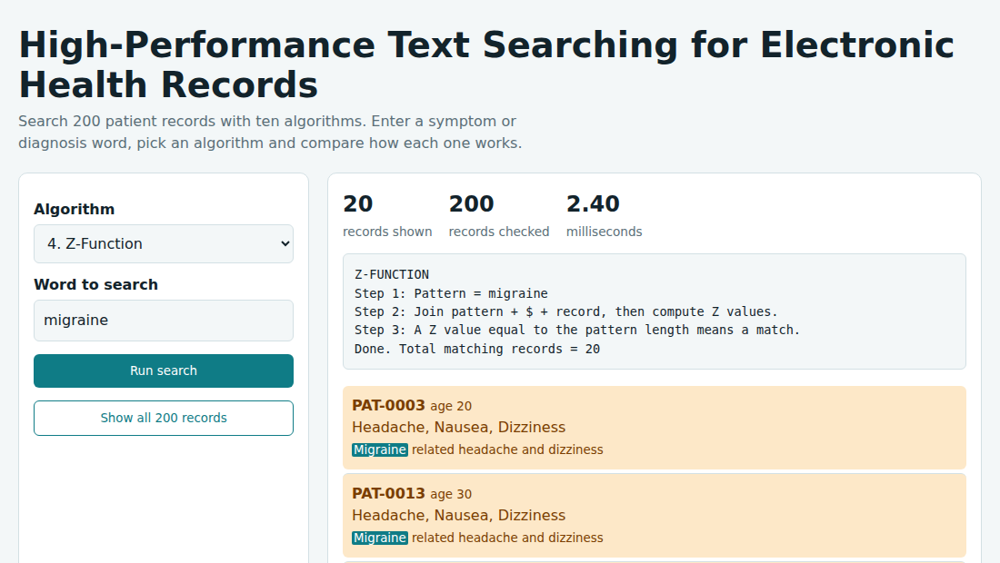 High-Performance Text Searching for Electronic
Health Records
Search 200 patient records with ten algorithms. Enter a symptom or
diagnosis word, pick an algorithm and compare how each one works.
Algorithm
4. Z-Function
Word to search
migraine
Run search
Show all 200 records
20
records shown
200
records checked
2.40
milliseconds
Z-FUNCTION
Step 1: Pattern = migraine
Step 2: Join pattern + $ + record, then compute Z values.
Step 3: A Z value equal to the pattern length means a match.
Done. Total matching records = 20
PAT-0003 age 20
Headache, Nausea, Dizziness
Migraine related headache and dizziness
PAT-0013 age 30
Headache, Nausea, Dizziness
Migraine related headache and dizziness